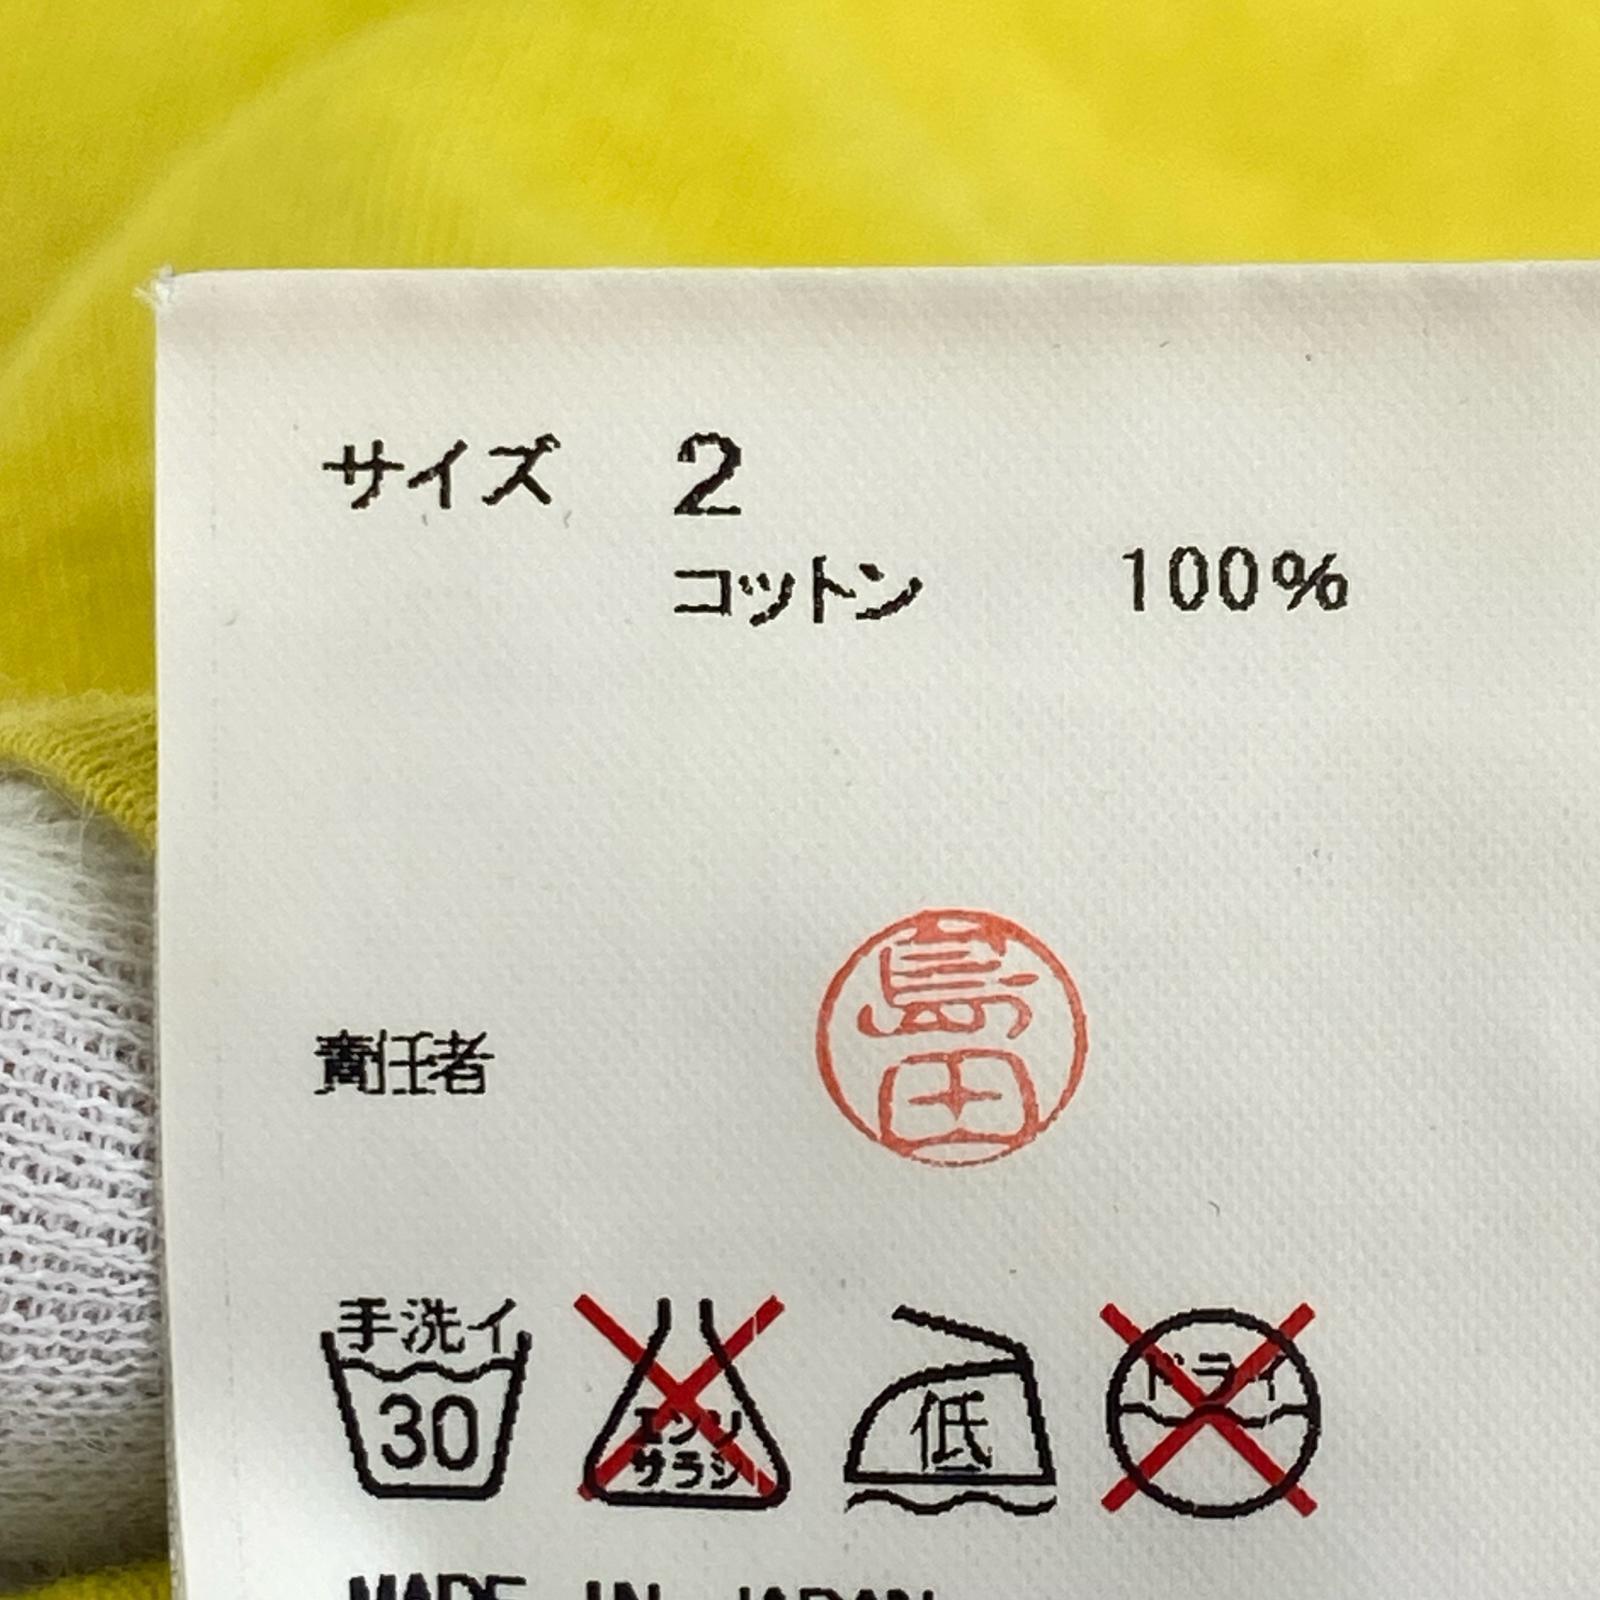 サイズ 2
コットン 100%
責任者 島田
手洗イ 30
エンソサラシ
低
ドライ
MADE IN JAPAN